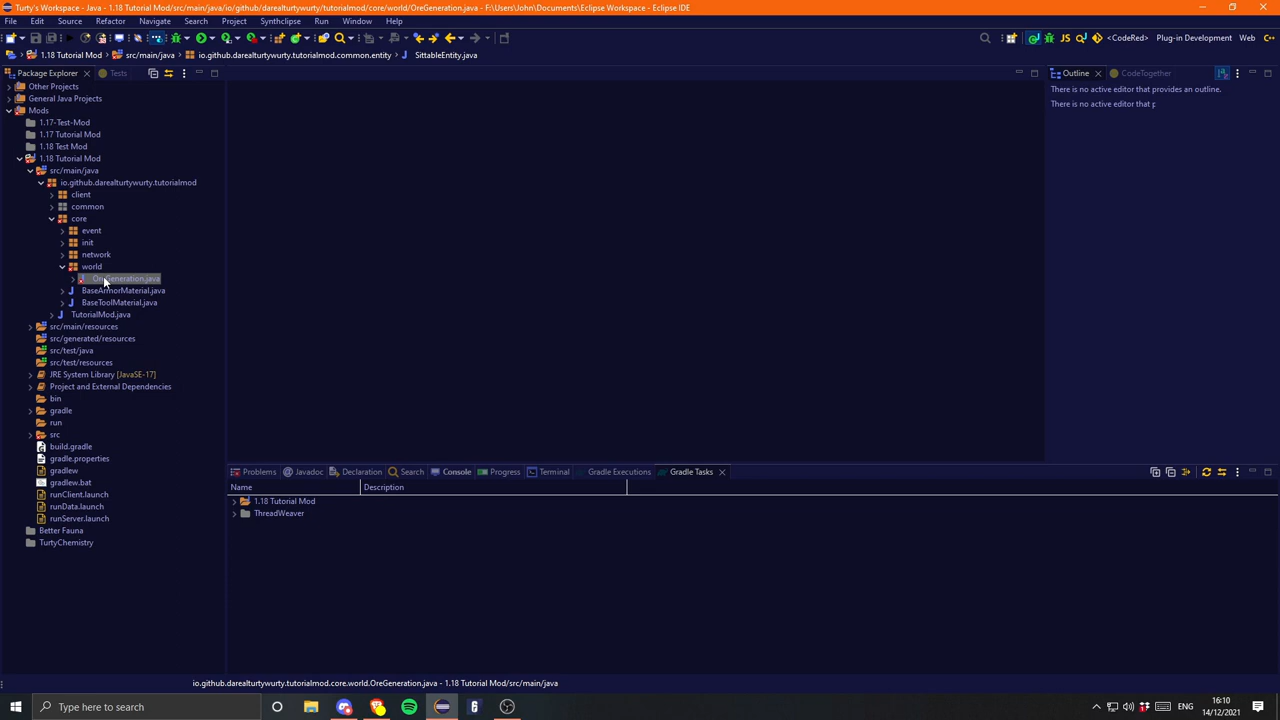 Turty's Workspace - Java - 1.18 Tutorial Mod/src/main/java/io/github/darealturtywurty/tutorialmod/core/world/OreGeneration.java - F:\Users\John\Documents\Eclipse Workspace - Eclipse IDE
File Edit Source Refactor Navigate Search Project Synthclipse Run Window Help
<CodeRed> Plug-in Development Web
1.18 Tutorial Mod src/main/java io.github.darealturtywurty.tutorialmod.common.entity SittableEntity.java
Package Explorer Tests
Outline CodeTogether
Other Projects
General Java Projects
Mods
1.17-Test-Mod
1.17 Tutorial Mod
1.18 Test Mod
1.18 Tutorial Mod
src/main/java
io.github.darealturtywurty.tutorialmod
client
common
core
event
init
network
world
OreGeneration.java
BaseArmorMaterial.java
BaseToolMaterial.java
TutorialMod.java
src/main/resources
src/generated/resources
src/test/java
src/test/resources
JRE System Library [JavaSE-17]
Project and External Dependencies
bin
gradle
run
src
build.gradle
gradle.properties
gradlew
gradlew.bat
runClient.launch
runData.launch
runServer.launch
Better Fauna
TurtyChemistry
There is no active editor that provides an outline.
There is no active editor that p
Problems Javadoc Declaration Search Console Progress Terminal Gradle Executions Gradle Tasks
Name Description
1.18 Tutorial Mod
ThreadWeaver
io.github.darealturtywurty.tutorialmod.core.world.OreGeneration.java - 1.18 Tutorial Mod/src/main/java
Type here to search
ENG
16:10
14/12/2021